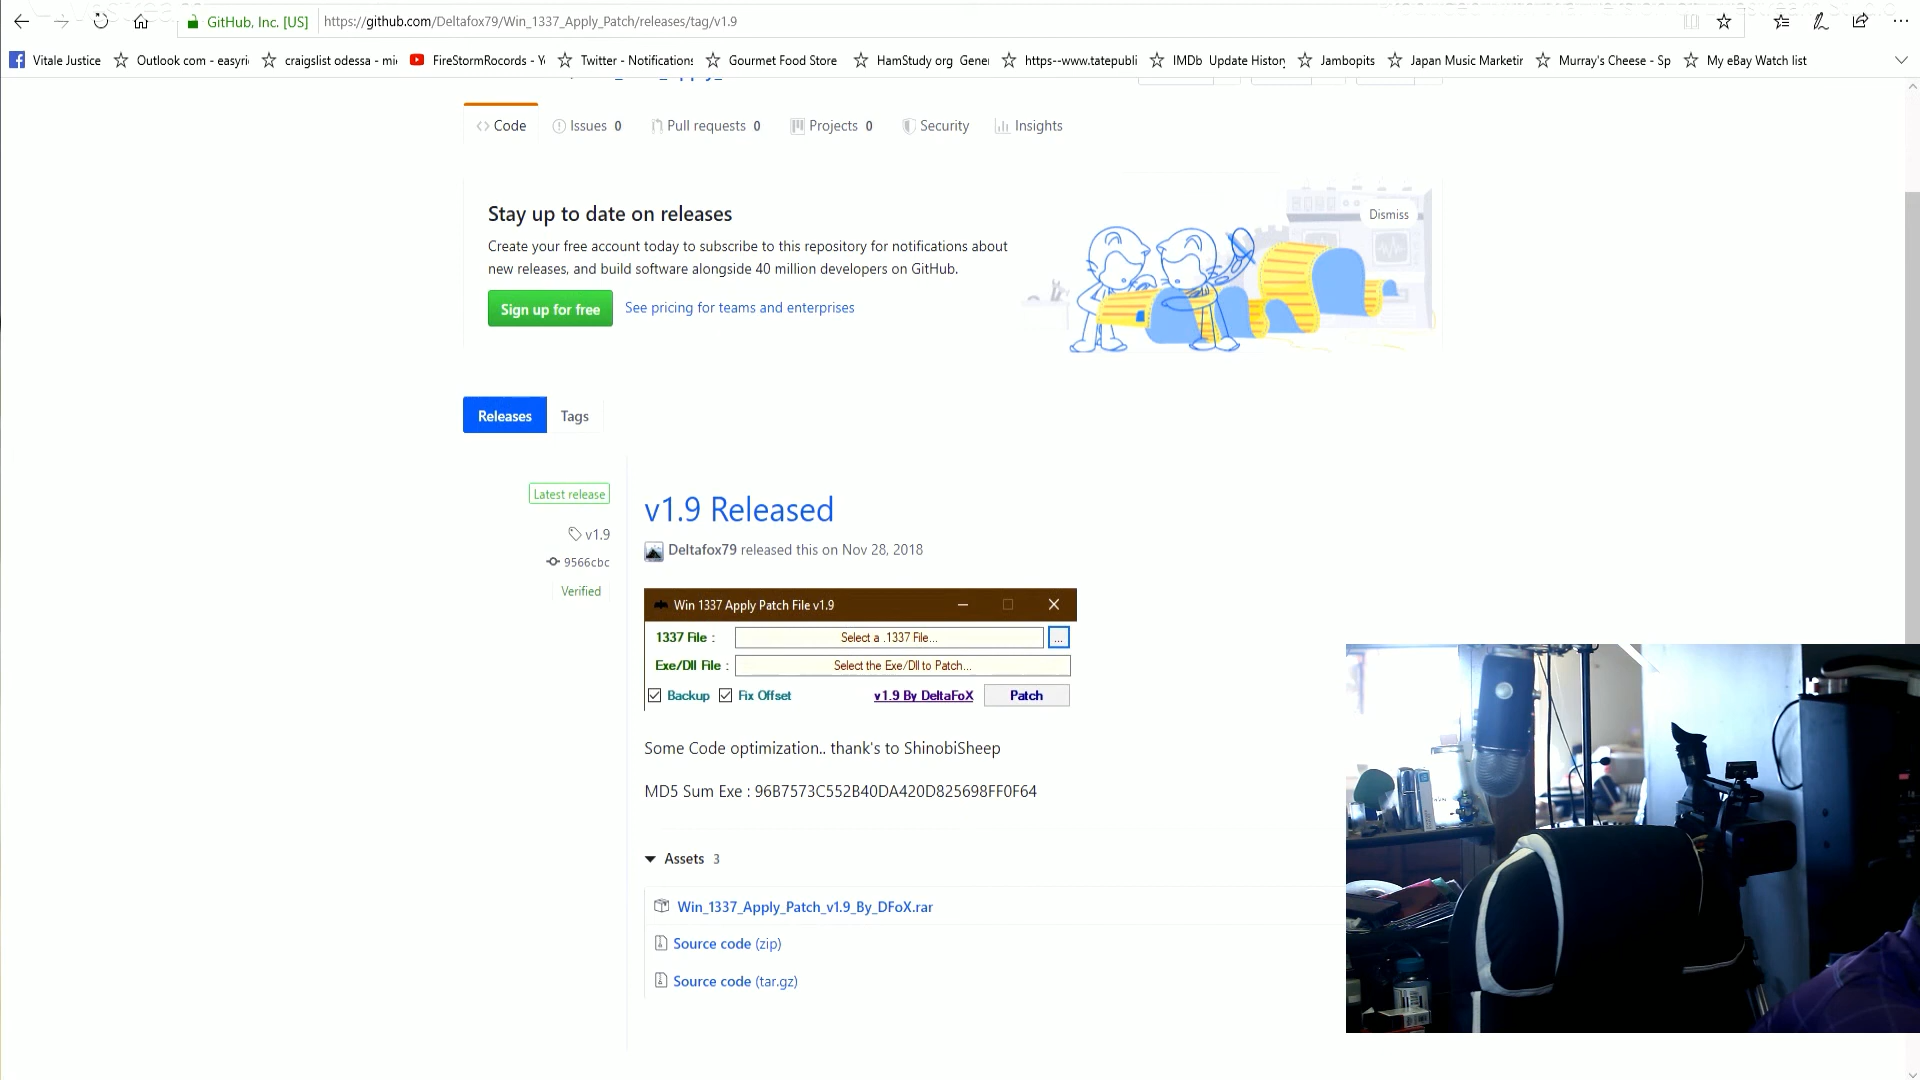 GitHub, Inc. [US]
https://github.com/Deltafox79/Win_1337_Apply_Patch/releases/tag/v1.9
Vitale Justice
Outlook com - easyri
craigslist odessa - mi
FireStormRocords - Y
Twitter - Notifications
Gourmet Food Store
HamStudy org Gene
https--www.tatepubli
IMDb Update History
Jambopits
Japan Music Marketin
Murray's Cheese - Sp
My eBay Watch list
Code
Issues 0
Pull requests 0
Projects 0
Security
Insights
Stay up to date on releases
Dismiss
Create your free account today to subscribe to this repository for notifications about
new releases, and build software alongside 40 million developers on GitHub.
Sign up for free
See pricing for teams and enterprises
Releases
Tags
Latest release
v1.9
9566cbc
Verified
v1.9 Released
Deltafox79 released this on Nov 28, 2018
Win 1337 Apply Patch File v1.9
1337 File : Select a .1337 File... ...
Exe/Dll File : Select the Exe/Dll to Patch...
Backup Fix Offset v1.9 By DeltaFoX Patch
Some Code optimization.. thank's to ShinobiSheep
MD5 Sum Exe : 96B7573C552B40DA420D825698FF0F64
Assets 3
Win_1337_Apply_Patch_v1.9_By_DFoX.rar
Source code (zip)
Source code (tar.gz)